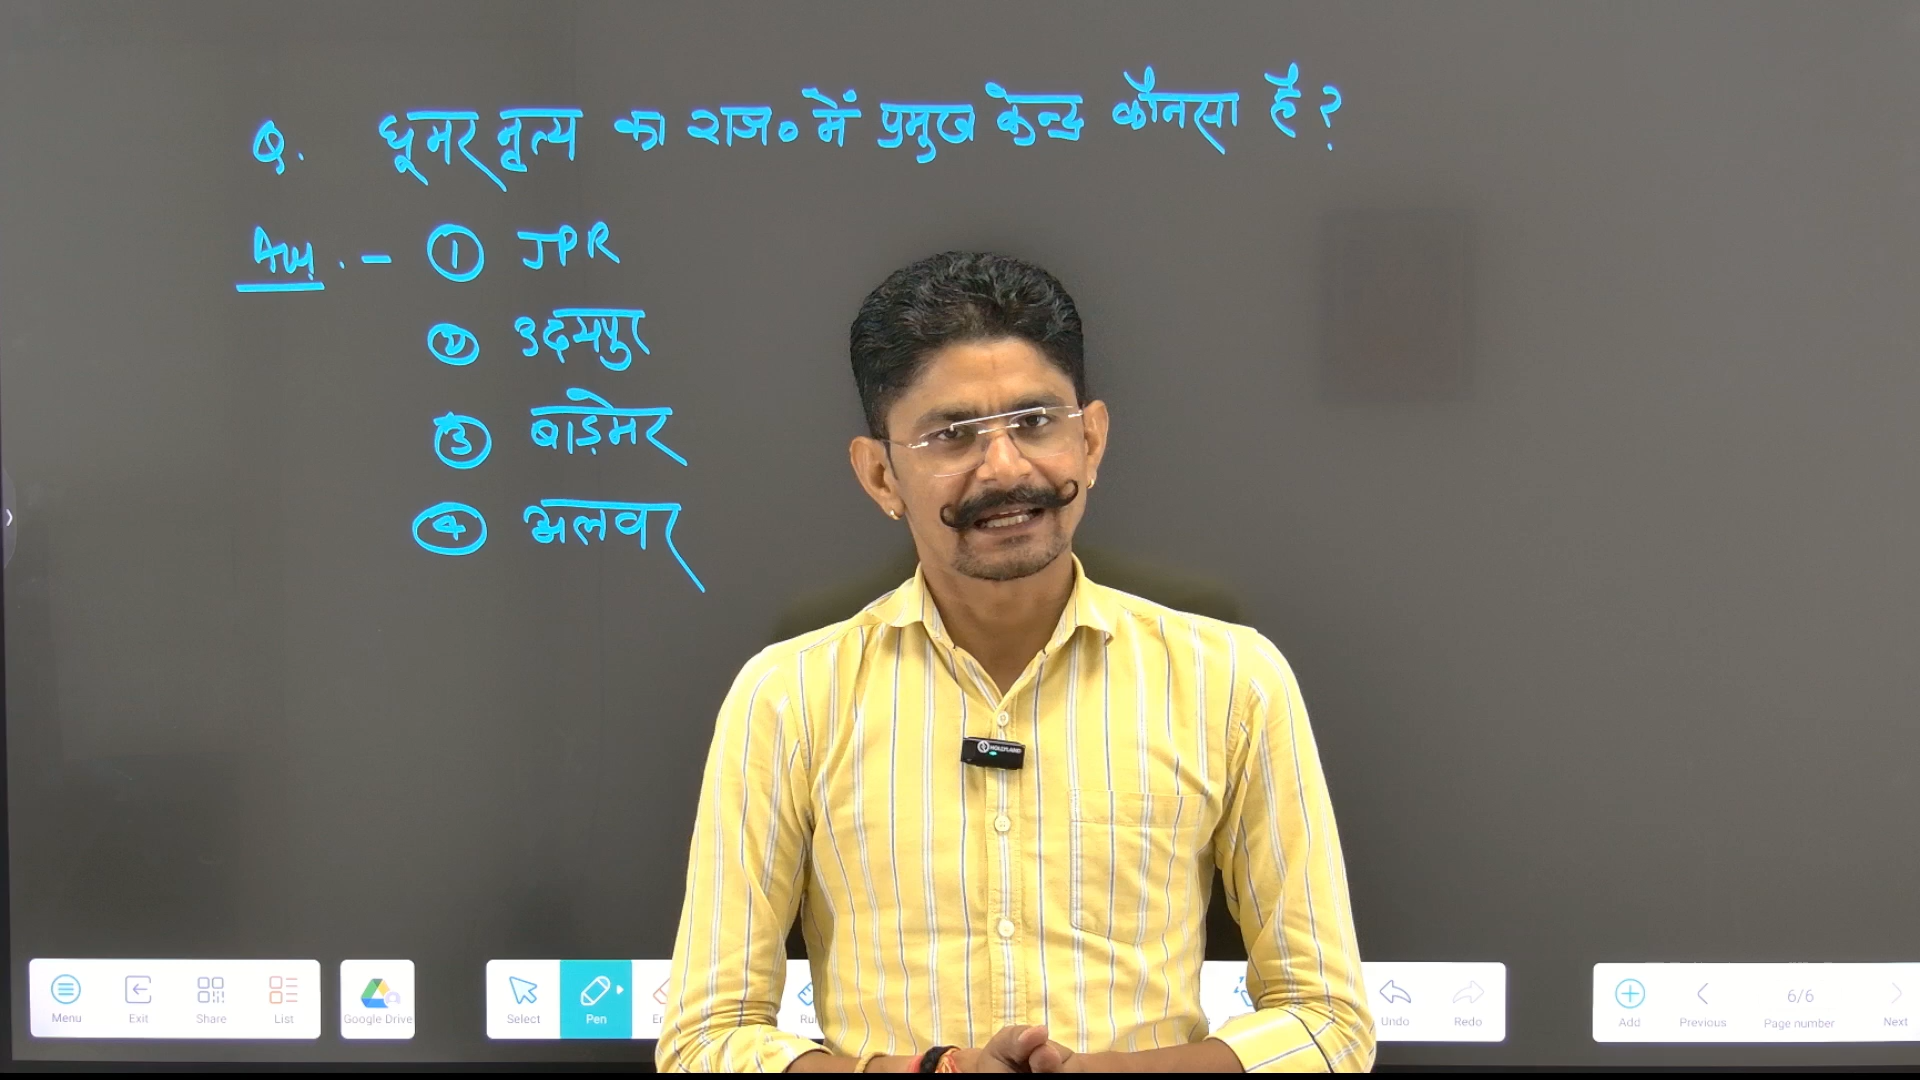 Q. घूमर नृत्य का राज० में प्रमुख केन्द्र कौनसा है ?
Ans. - ① JPR
② उदयपुर
③ बाड़मेर
④ अलवर
HOLLYLAND
Menu Exit Share List Google Drive Select Pen Undo Redo Add Previous 6/6 Page number Next